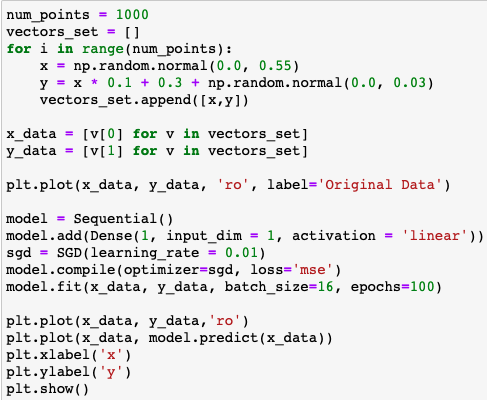 num_points = 1000
vectors_set = []
for i in range(num_points):
    x = np.random.normal(0.0, 0.55)
    y = x * 0.1 + 0.3 + np.random.normal(0.0, 0.03)
    vectors_set.append([x,y])

x_data = [v[0] for v in vectors_set]
y_data = [v[1] for v in vectors_set]

plt.plot(x_data, y_data, 'ro', label='Original Data')

model = Sequential()
model.add(Dense(1, input_dim = 1, activation = 'linear'))
sgd = SGD(learning_rate = 0.01)
model.compile(optimizer=sgd, loss='mse')
model.fit(x_data, y_data, batch_size=16, epochs=100)

plt.plot(x_data, y_data,'ro')
plt.plot(x_data, model.predict(x_data))
plt.xlabel('x')
plt.ylabel('y')
plt.show()